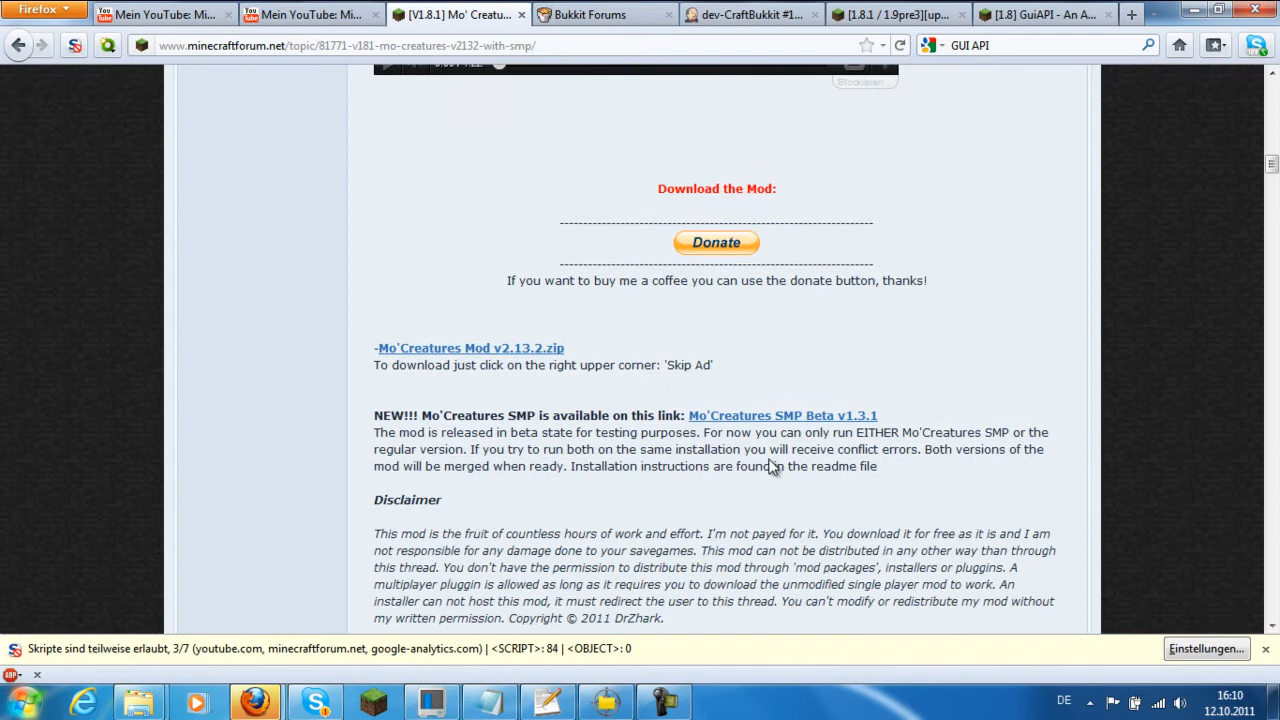 Firefox
Mein YouTube: Mi...
Mein YouTube: Mi...
[V1.8.1] Mo' Creatu...
Bukkit Forums
dev-CraftBukkit #1...
[1.8.1 / 1.9pre3][up...
[1.8] GuiAPI - An A...
www.minecraftforum.net/topic/81771-v181-mo-creatures-v2132-with-smp/
GUI API
Blockieren
Download the Mod:
Donate
If you want to buy me a coffee you can use the donate button, thanks!
-Mo'Creatures Mod v2.13.2.zip
To download just click on the right upper corner: 'Skip Ad'
NEW!!! Mo'Creatures SMP is available on this link: Mo'Creatures SMP Beta v1.3.1
The mod is released in beta state for testing purposes. For now you can only run EITHER Mo'Creatures SMP or the
regular version. If you try to run both on the same installation you will receive conflict errors. Both versions of the
mod will be merged when ready. Installation instructions are found in the readme file
Disclaimer
This mod is the fruit of countless hours of work and effort. I'm not payed for it. You download it for free as it is and I am
not responsible for any damage done to your savegames. This mod can not be distributed in any other way than through
this thread. You don't have the permission to distribute this mod through 'mod packages', installers or pluggins. A
multiplayer pluggin is allowed as long as it requires you to download the unmodified single player mod to work. An
installer can not host this mod, it must redirect the user to this thread. You can't modify or redistribute my mod without
my written permission. Copyright © 2011 DrZhark.
Skripte sind teilweise erlaubt, 3/7 (youtube.com, minecraftforum.net, google-analytics.com) | <SCRIPT>: 84 | <OBJECT>: 0
Einstellungen...
ABP
DE
16:10
12.10.2011